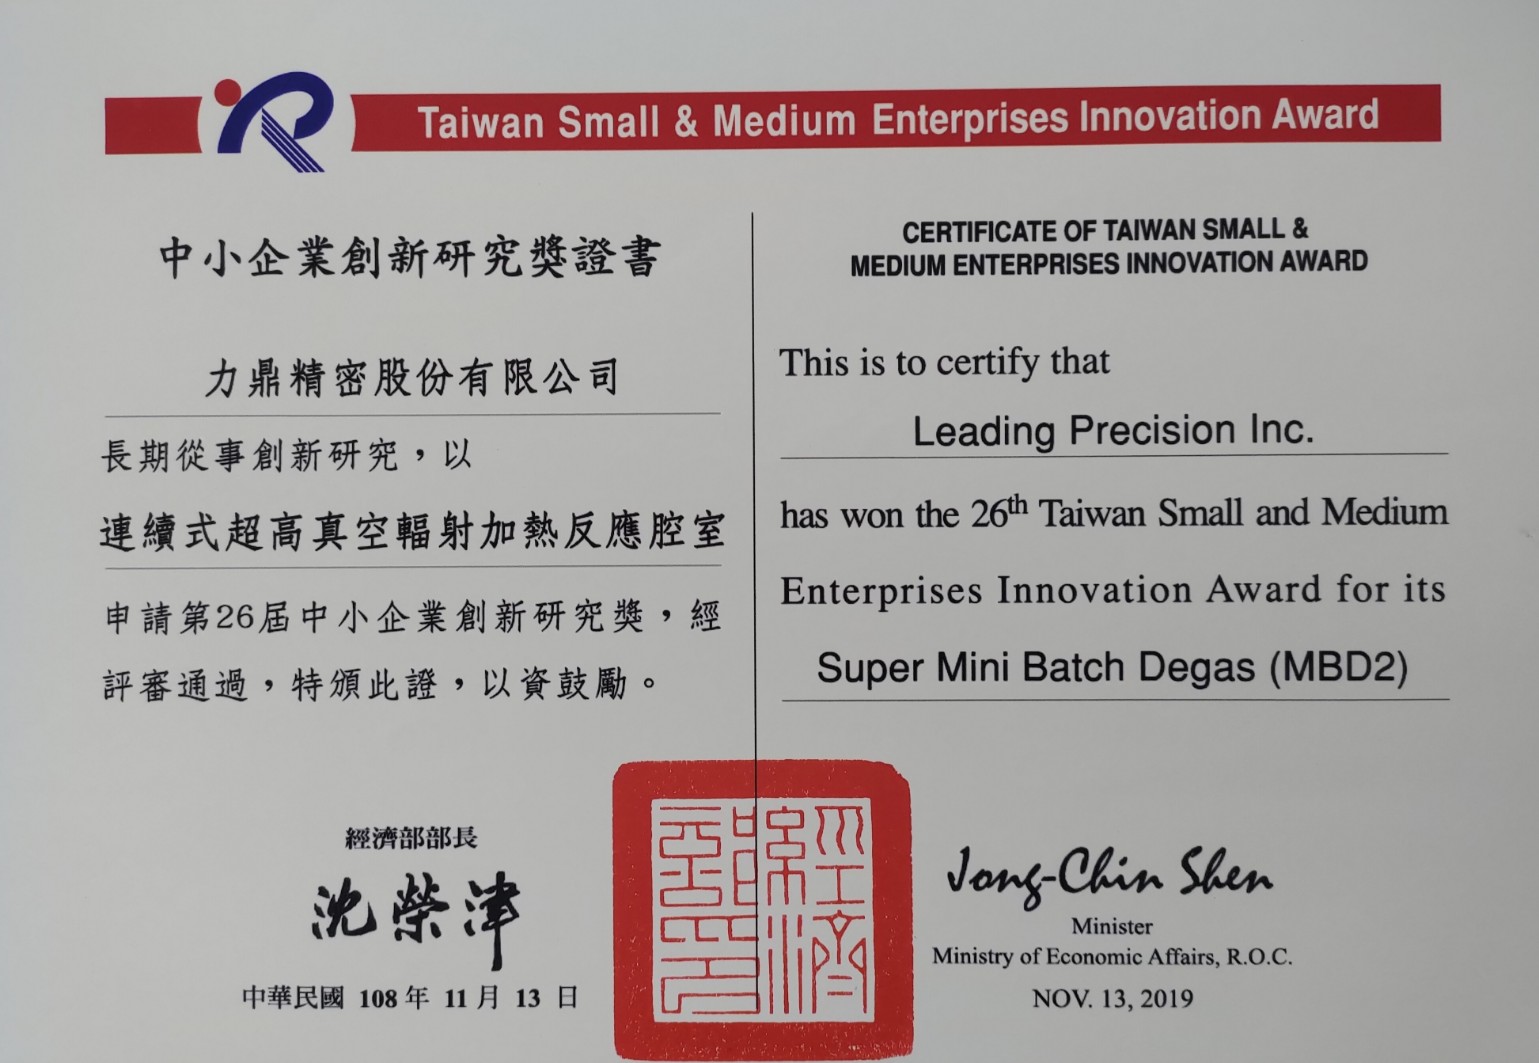 Taiwan Small & Medium Enterprises Innovation Award
中小企業創新研究獎證書
力鼎精密股份有限公司
長期從事創新研究，以
連續式超高真空輻射加熱反應腔室
申請第26屆中小企業創新研究獎，經
評審通過，特頒此證，以資鼓勵。
經濟部部長
沈榮津
中華民國 108 年 11 月 13 日
CERTIFICATE OF TAIWAN SMALL &
MEDIUM ENTERPRISES INNOVATION AWARD
This is to certify that
Leading Precision Inc.
has won the 26th Taiwan Small and Medium
Enterprises Innovation Award for its
Super Mini Batch Degas (MBD2)
經濟部印
Jong-Chin Shen
Minister
Ministry of Economic Affairs, R.O.C.
NOV. 13, 2019